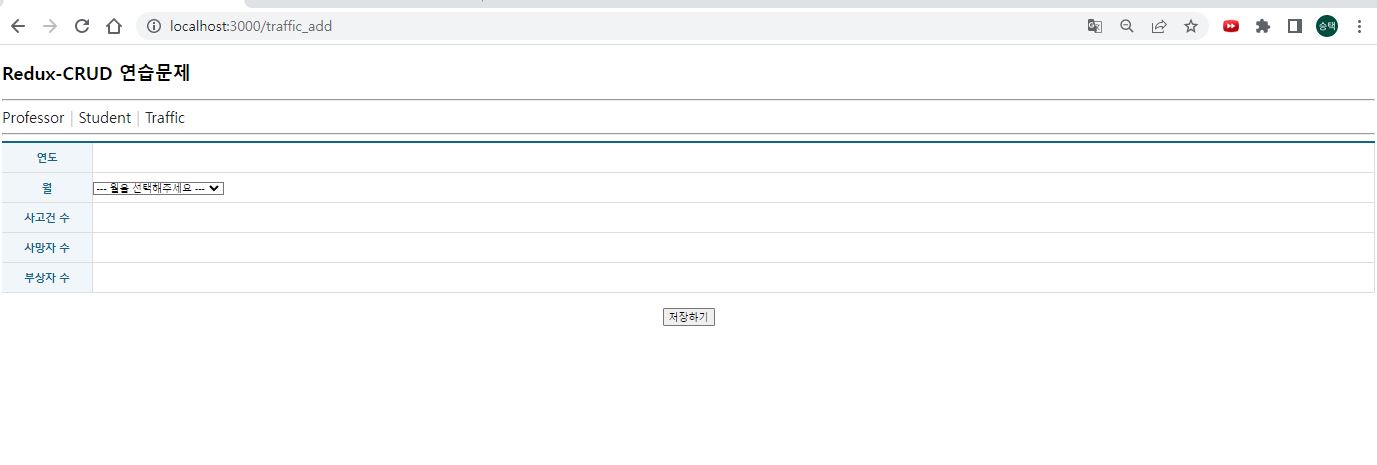 localhost:3000/traffic_add
승택
Redux-CRUD 연습문제
Professor | Student | Traffic
연도
월 --- 월을 선택해주세요 ---
사고건 수
사망자 수
부상자 수
저장하기